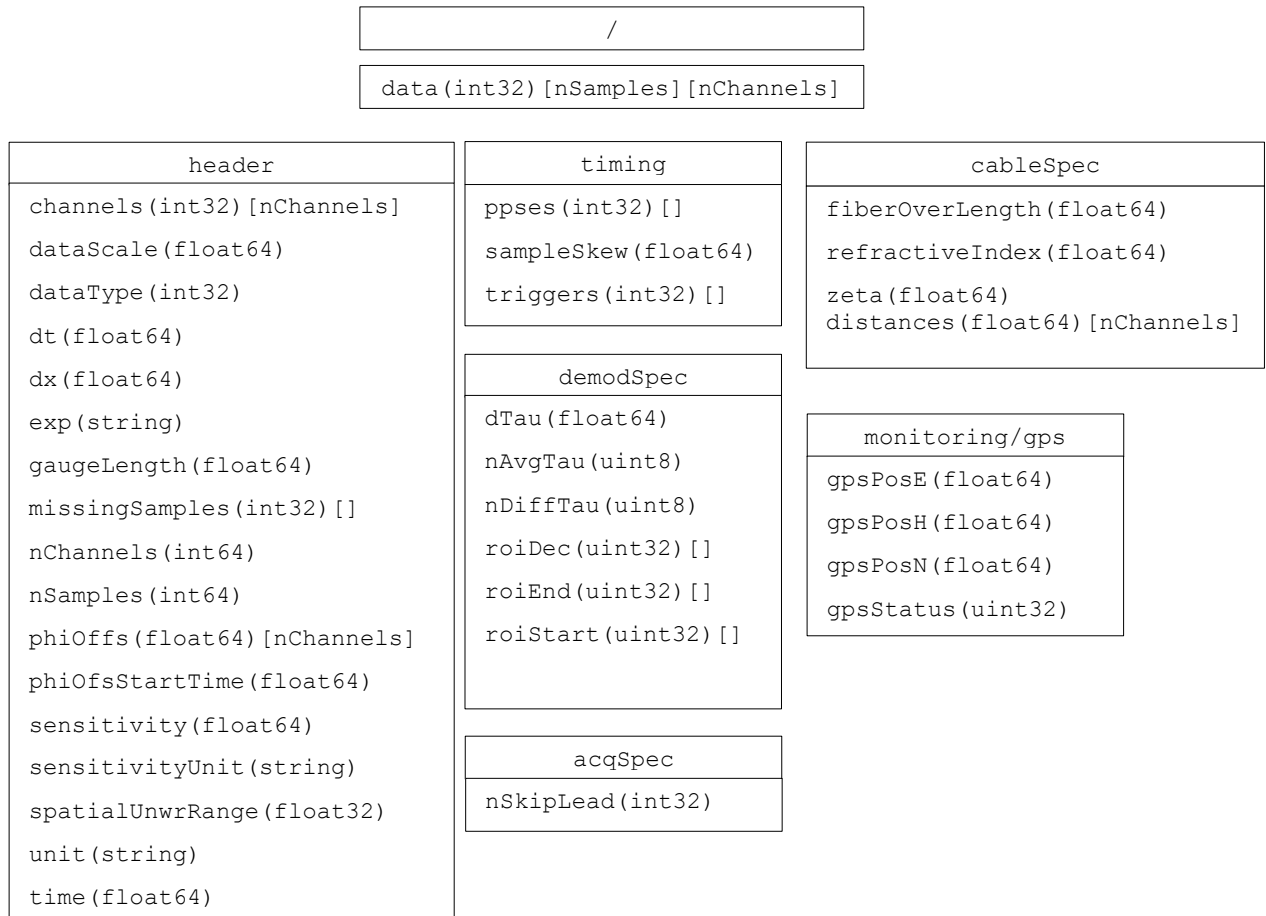 /
data(int32)[nSamples][nChannels]
header
channels(int32)[nChannels]
dataScale(float64)
dataType(int32)
dt(float64)
dx(float64)
exp(string)
gaugeLength(float64)
missingSamples(int32)[]
nChannels(int64)
nSamples(int64)
phiOffs(float64)[nChannels]
phiOfsStartTime(float64)
sensitivity(float64)
sensitivityUnit(string)
spatialUnwrRange(float32)
unit(string)
time(float64)
timing
ppses(int32)[]
sampleSkew(float64)
triggers(int32)[]
demodSpec
dTau(float64)
nAvgTau(uint8)
nDiffTau(uint8)
roiDec(uint32)[]
roiEnd(uint32)[]
roiStart(uint32)[]
acqSpec
nSkipLead(int32)
cableSpec
fiberOverLength(float64)
refractiveIndex(float64)
zeta(float64)
distances(float64)[nChannels]
monitoring/gps
gpsPosE(float64)
gpsPosH(float64)
gpsPosN(float64)
gpsStatus(uint32)